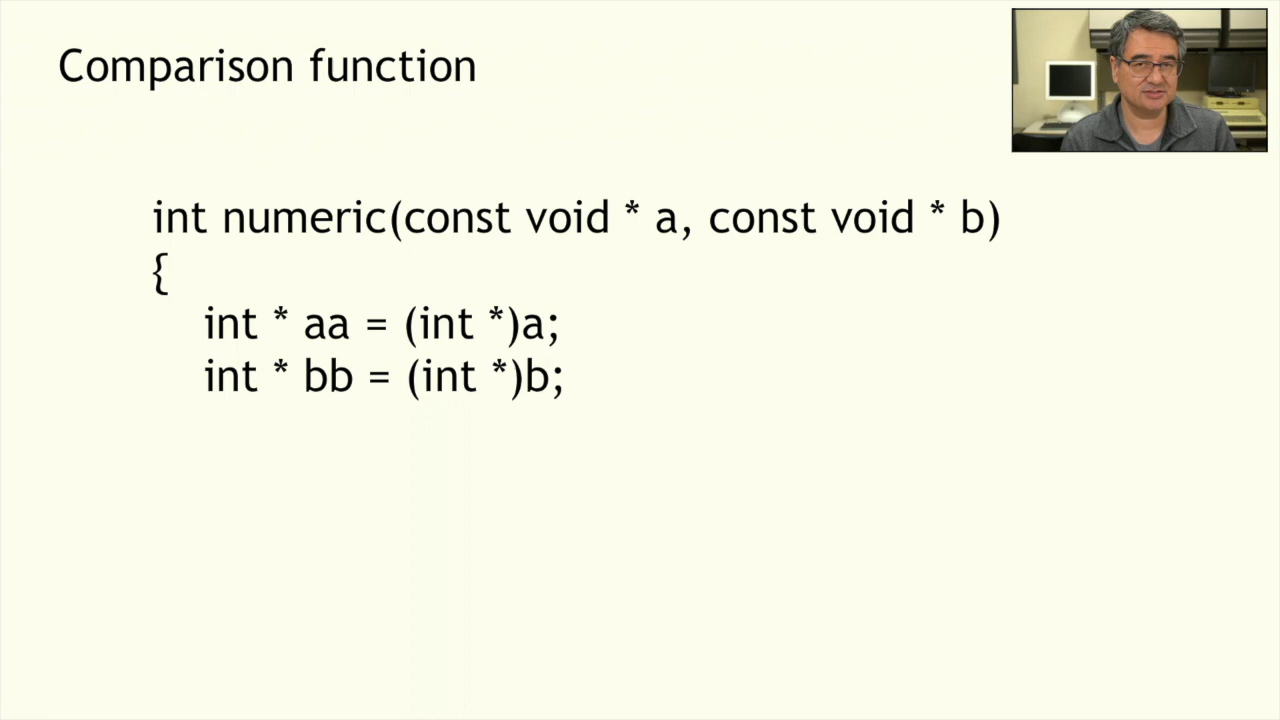 Comparison function
int numeric(const void * a, const void * b)
{
int * aa = (int *)a;
int * bb = (int *)b;